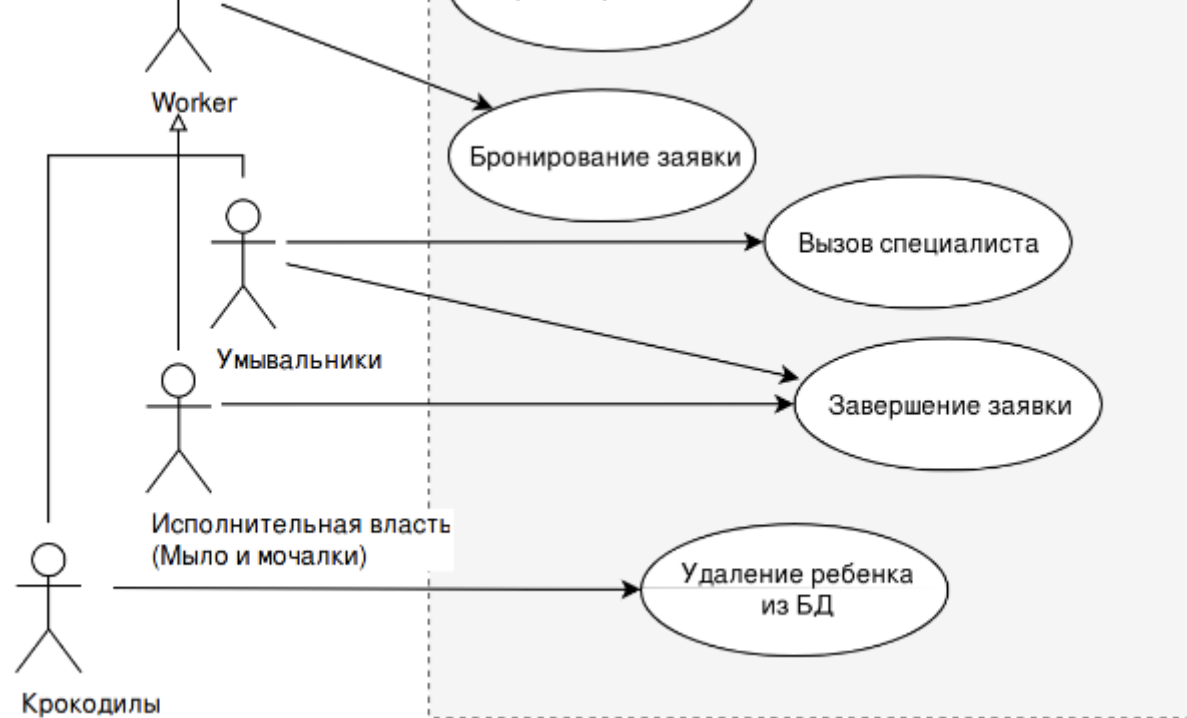 Worker
Бронирование заявки
Вызов специалиста
Умывальники
Завершение заявки
Исполнительная власть
(Мыло и мочалки)
Удаление ребенка
из БД
Крокодилы